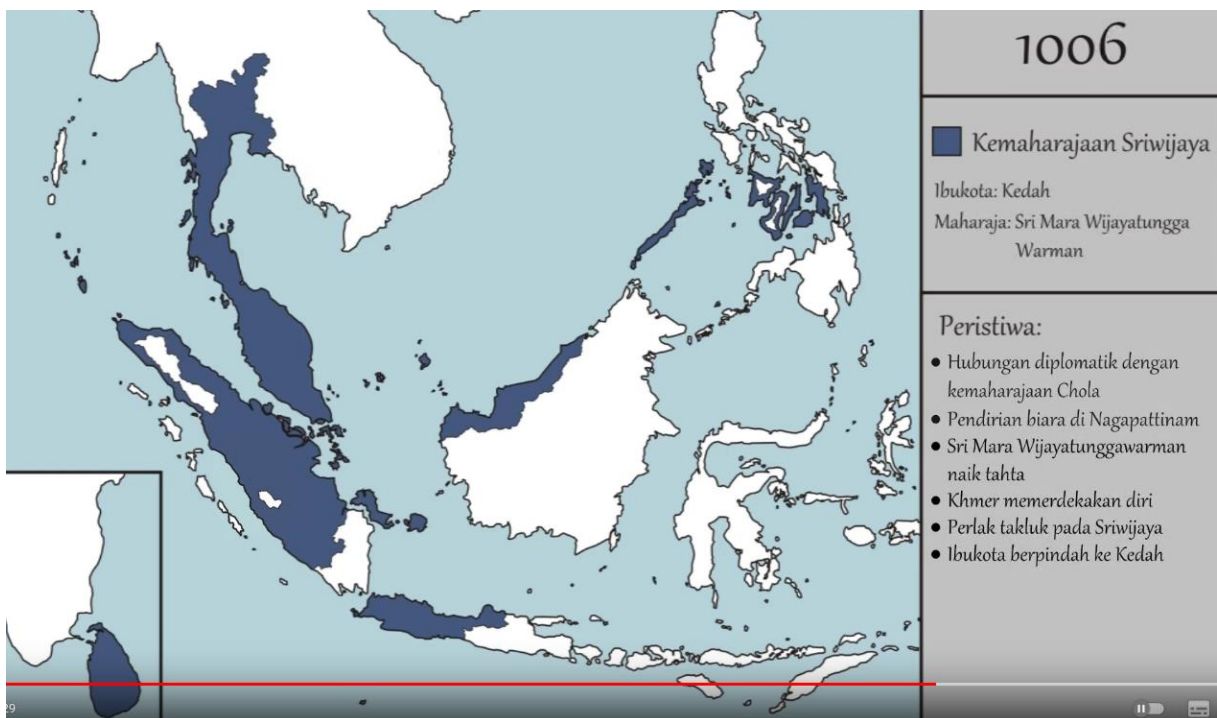 1006
Kemaharajaan Sriwijaya
Ibukota: Kedah
Maharaja: Sri Mara Wijayatungga
Warman
Peristiwa:
• Hubungan diplomatik dengan
kemaharajaan Chola
• Pendirian biara di Nagapattinam
• Sri Mara Wijayatunggawarman
naik tahta
• Khmer memerdekakan diri
• Perlak takluk pada Sriwijaya
• Ibukota berpindah ke Kedah
29